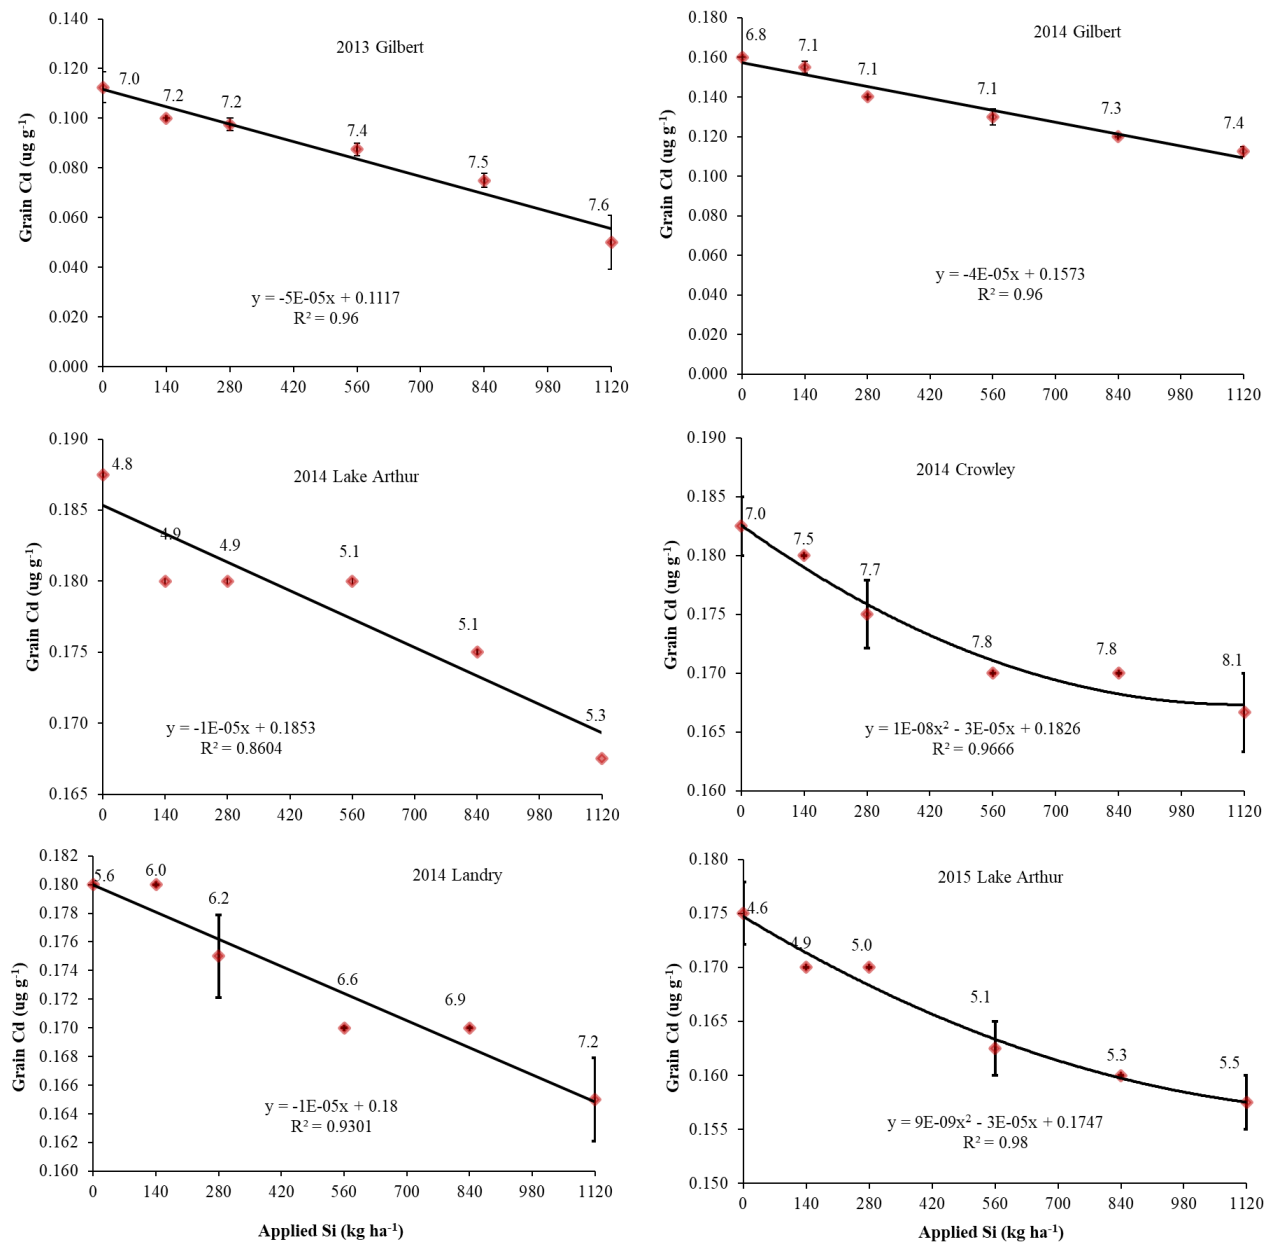 2013 Gilbert
Grain Cd (ug g⁻¹)
0.140
0.120
0.100
0.080
0.060
0.040
0.020
0.000
7.0
7.2
7.2
7.4
7.5
7.6
y = -5E-05x + 0.1117
R² = 0.96
0 140 280 420 560 700 840 980 1120
2014 Gilbert
Grain Cd (ug g⁻¹)
0.180
0.160
0.140
0.120
0.100
0.080
0.060
0.040
0.020
0.000
6.8
7.1
7.1
7.1
7.3
7.4
y = -4E-05x + 0.1573
R² = 0.96
0 140 280 420 560 700 840 980 1120
2014 Lake Arthur
Grain Cd (ug g⁻¹)
0.190
0.185
0.180
0.175
0.170
0.165
4.8
4.9
4.9
5.1
5.1
5.3
y = -1E-05x + 0.1853
R² = 0.8604
0 140 280 420 560 700 840 980 1120
2014 Crowley
Grain Cd (ug g⁻¹)
0.190
0.185
0.180
0.175
0.170
0.165
0.160
7.0
7.5
7.7
7.8
7.8
8.1
y = 1E-08x² - 3E-05x + 0.1826
R² = 0.9666
0 140 280 420 560 700 840 980 1120
2014 Landry
Grain Cd (ug g⁻¹)
0.182
0.180
0.178
0.176
0.174
0.172
0.170
0.168
0.166
0.164
0.162
0.160
5.6
6.0
6.2
6.6
6.9
7.2
y = -1E-05x + 0.18
R² = 0.9301
0 140 280 420 560 700 840 980 1120
Applied Si (kg ha⁻¹)
2015 Lake Arthur
Grain Cd (ug g⁻¹)
0.180
0.175
0.170
0.165
0.160
0.155
0.150
4.6
4.9
5.0
5.1
5.3
5.5
y = 9E-09x² - 3E-05x + 0.1747
R² = 0.98
0 140 280 420 560 700 840 980 1120
Applied Si (kg ha⁻¹)